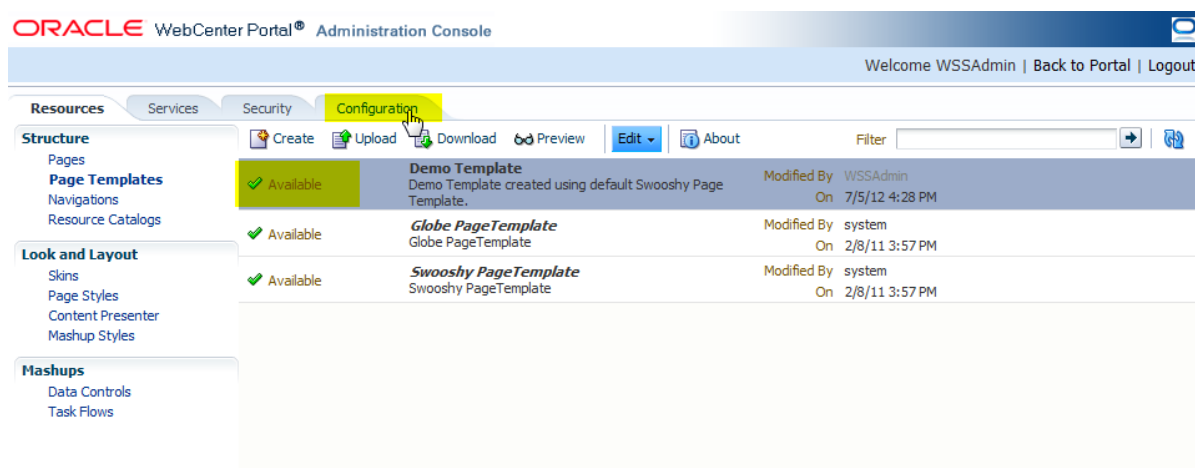 ORACLE WebCenter Portal® Administration Console
Welcome WSSAdmin | Back to Portal | Logout
Resources Services Security Configuration
Structure
Pages
Page Templates
Navigations
Resource Catalogs
Look and Layout
Skins
Page Styles
Content Presenter
Mashup Styles
Mashups
Data Controls
Task Flows
Create Upload Download Preview Edit About Filter
Available
Demo Template
Demo Template created using default Swooshy Page
Template.
Modified By WSSAdmin
On 7/5/12 4:28 PM
Available
Globe PageTemplate
Globe PageTemplate
Modified By system
On 2/8/11 3:57 PM
Available
Swooshy PageTemplate
Swooshy PageTemplate
Modified By system
On 2/8/11 3:57 PM